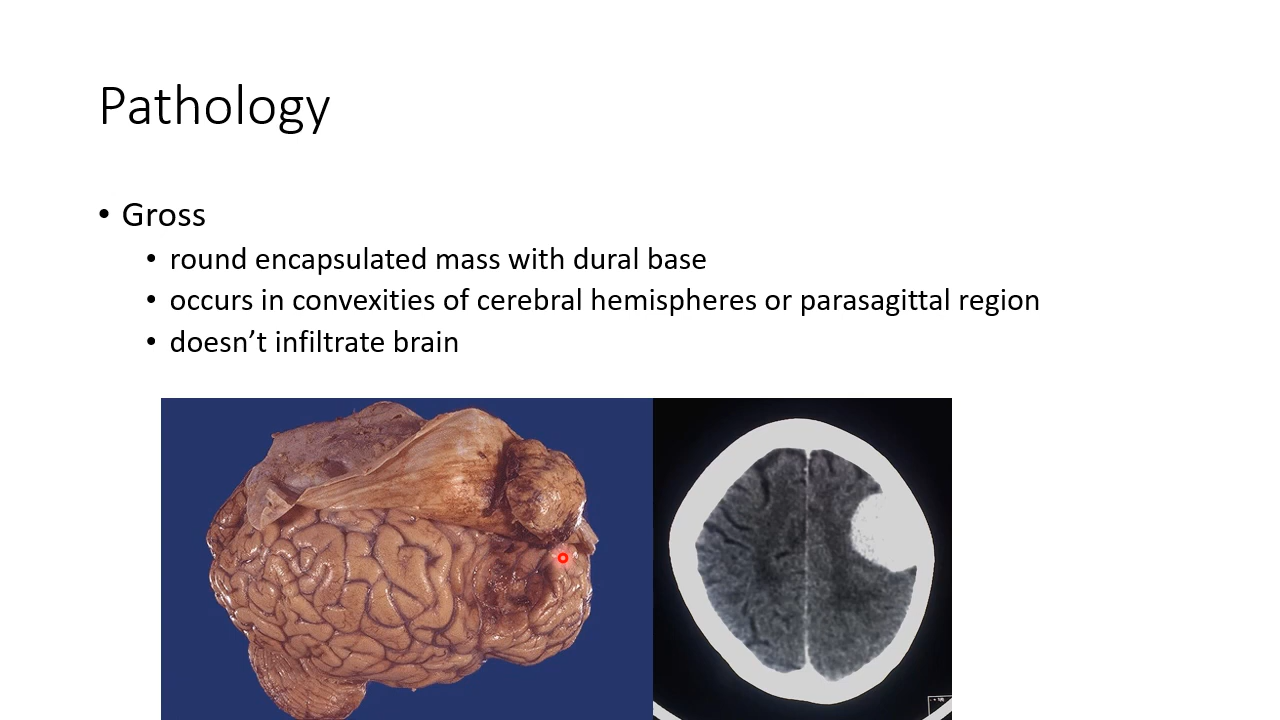 Pathology
• Gross
• round encapsulated mass with dural base
• occurs in convexities of cerebral hemispheres or parasagittal region
• doesn’t infiltrate brain